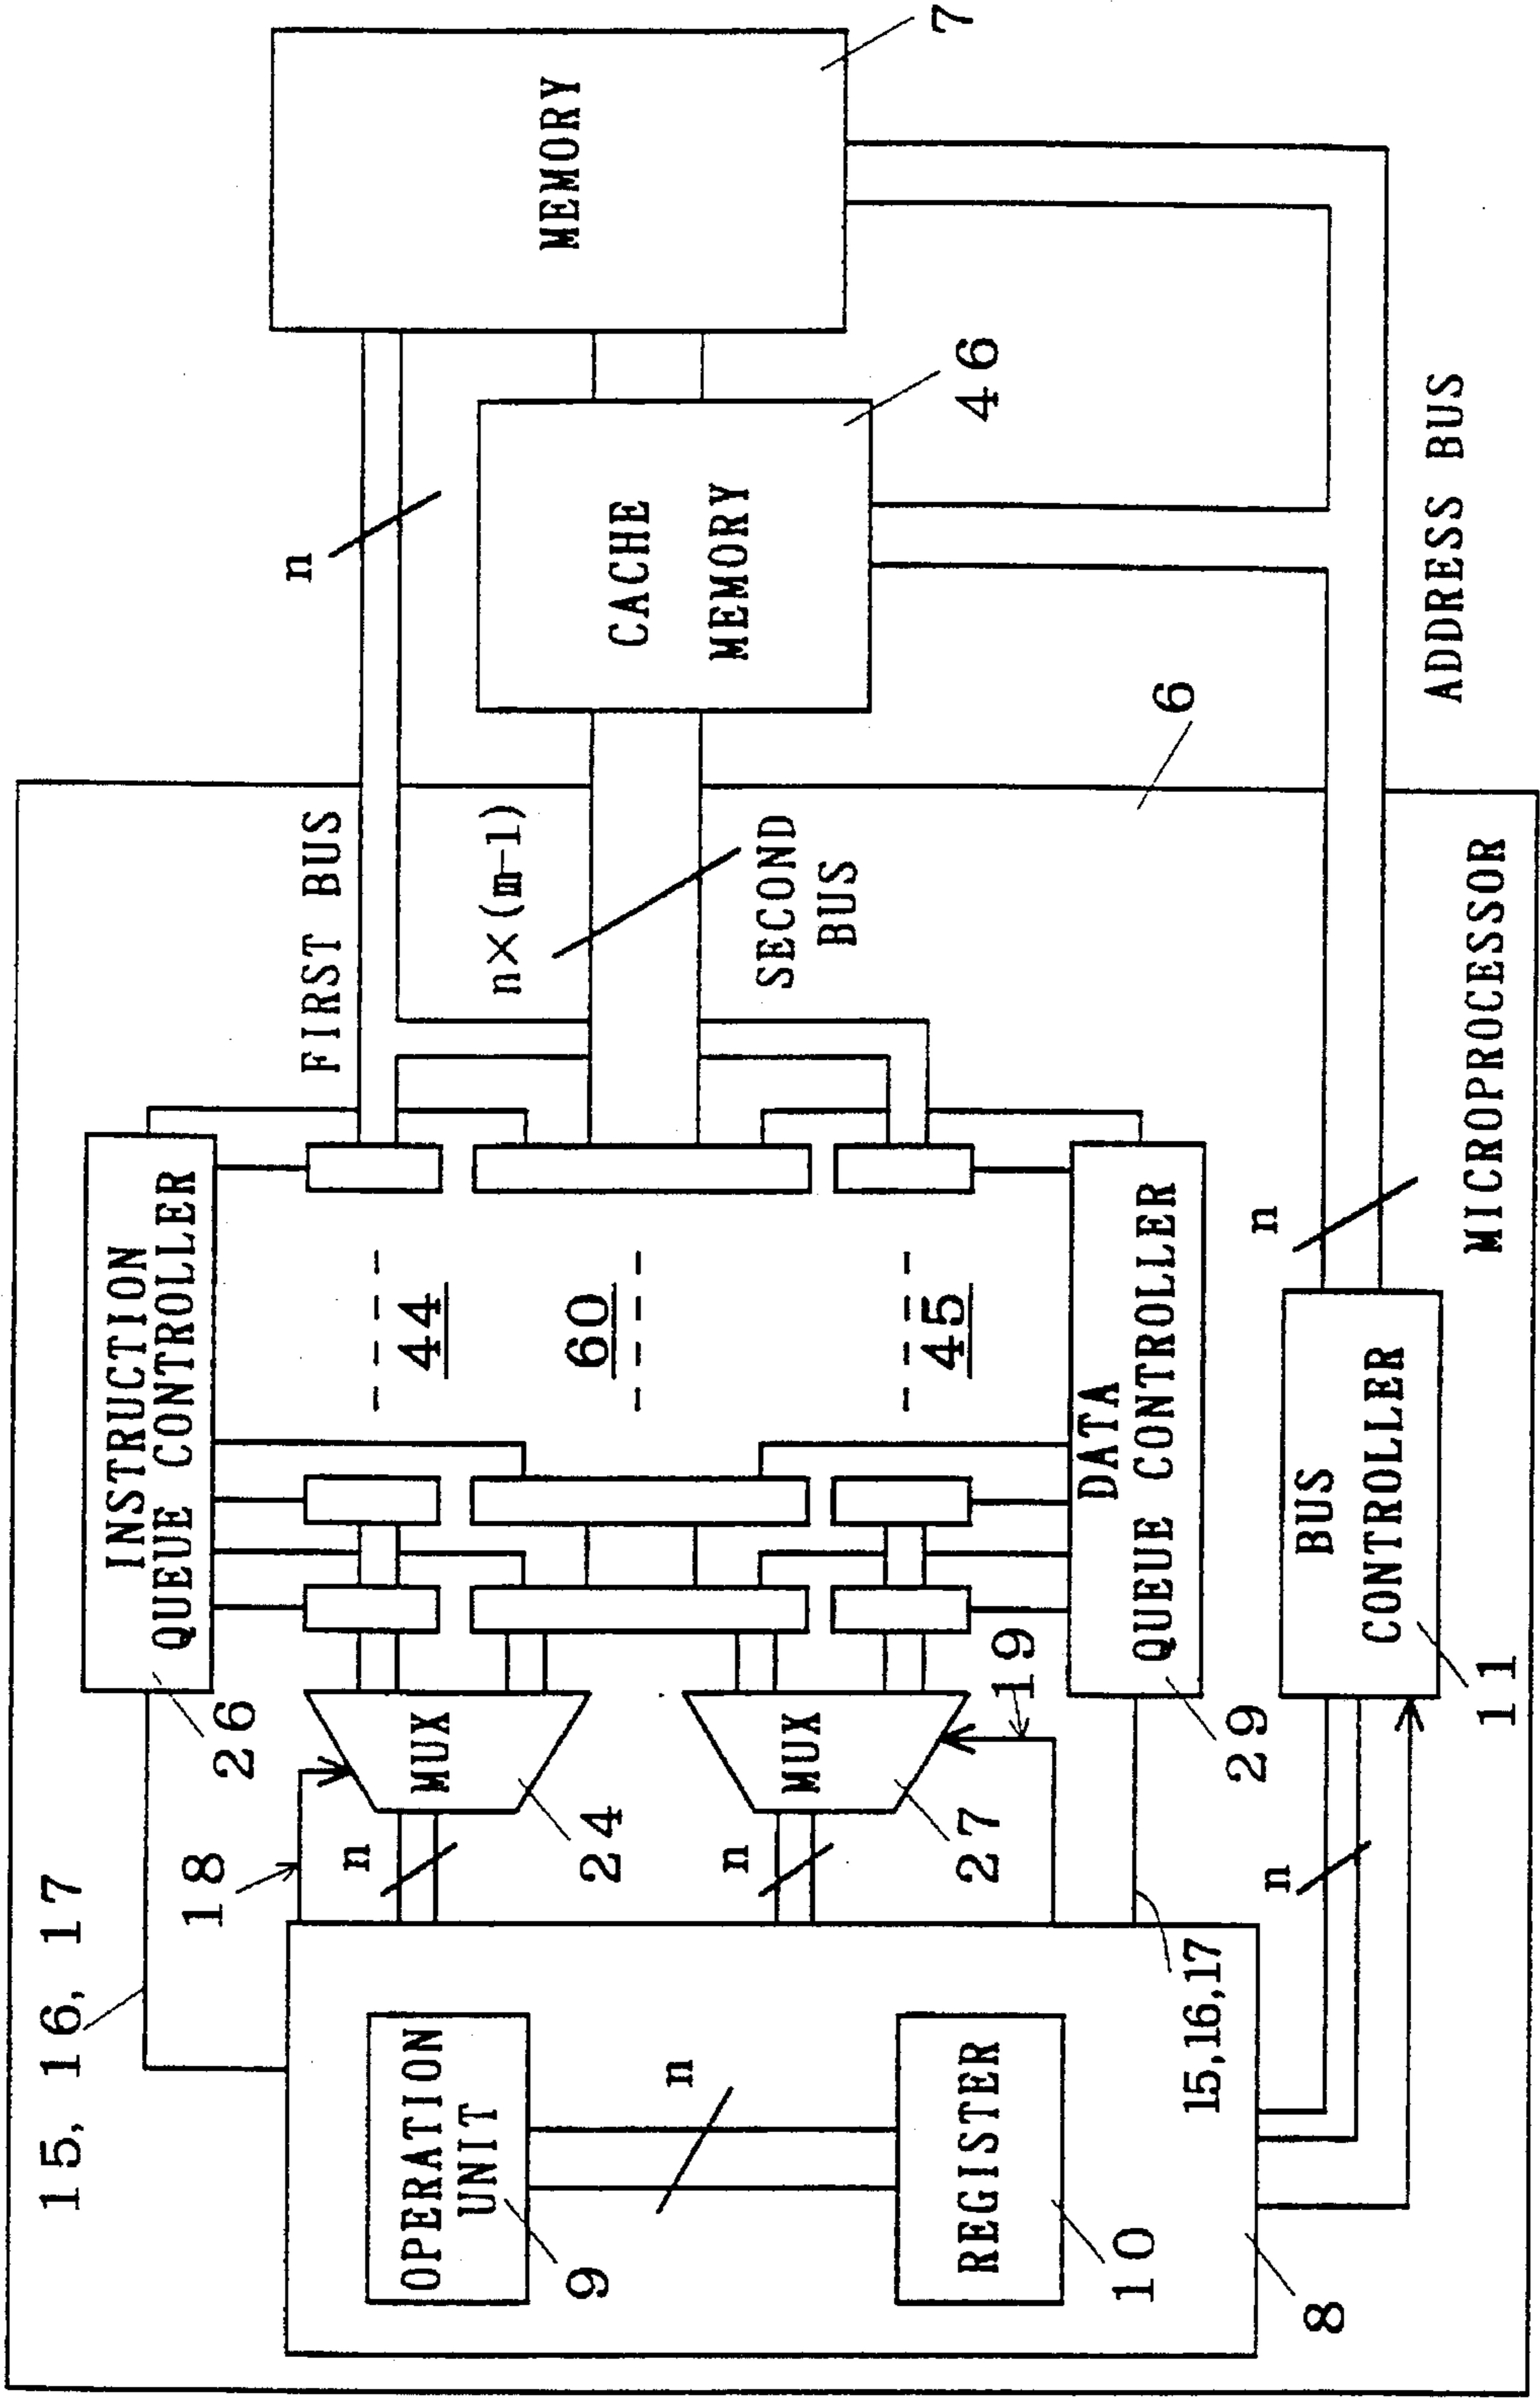 15, 16, 17
18
26
INSTRUCTION
QUEUE CONTROLLER
FIRST BUS
n
MEMORY
7
OPERATION
UNIT
9
n
n
MUX
24
44
60
n×(m-1)
SECOND
BUS
CACHE
MEMORY
46
n
MUX
27
19
45
REGISTER
10
15,16,17
29
DATA
QUEUE CONTROLLER
6
8
n
11
BUS
CONTROLLER
n
ADDRESS BUS
MICROPROCESSOR